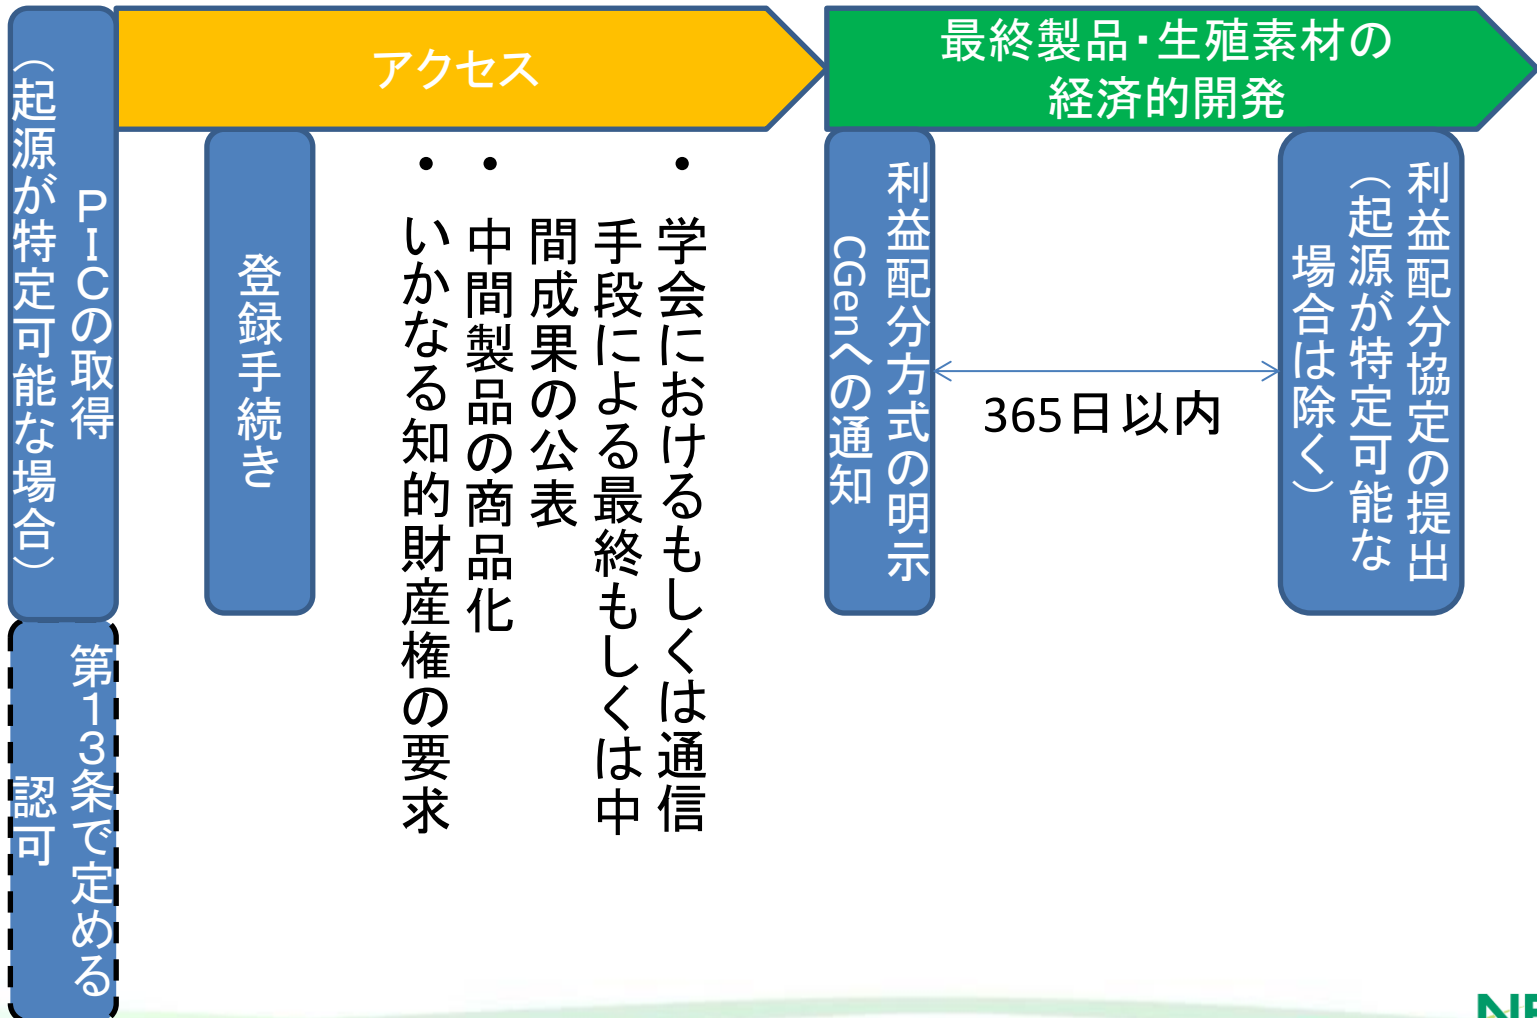 PICの取得
(起源が特定可能な場合)
第13条で定める
認可
アクセス
登録手続き
・学会におけるもしくは通信
手段による最終もしくは中
間成果の公表
・中間製品の商品化
・いかなる知的財産権の要求
最終製品・生殖素材の
経済的開発
利益配分方式の明示
CGenへの通知
365日以内
利益配分協定の提出
(起源が特定可能な
場合は除く)